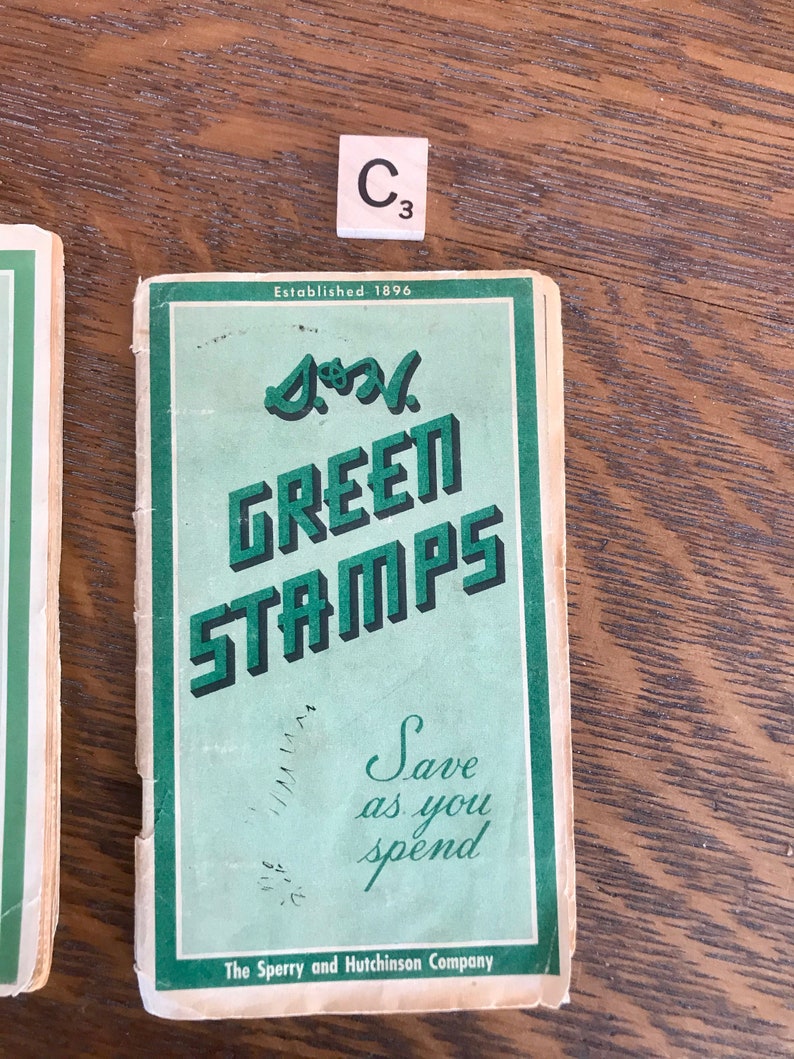 C3
Established 1896
S.&H.
GREEN
STAMPS
Save
as you
spend
The Sperry and Hutchinson Company